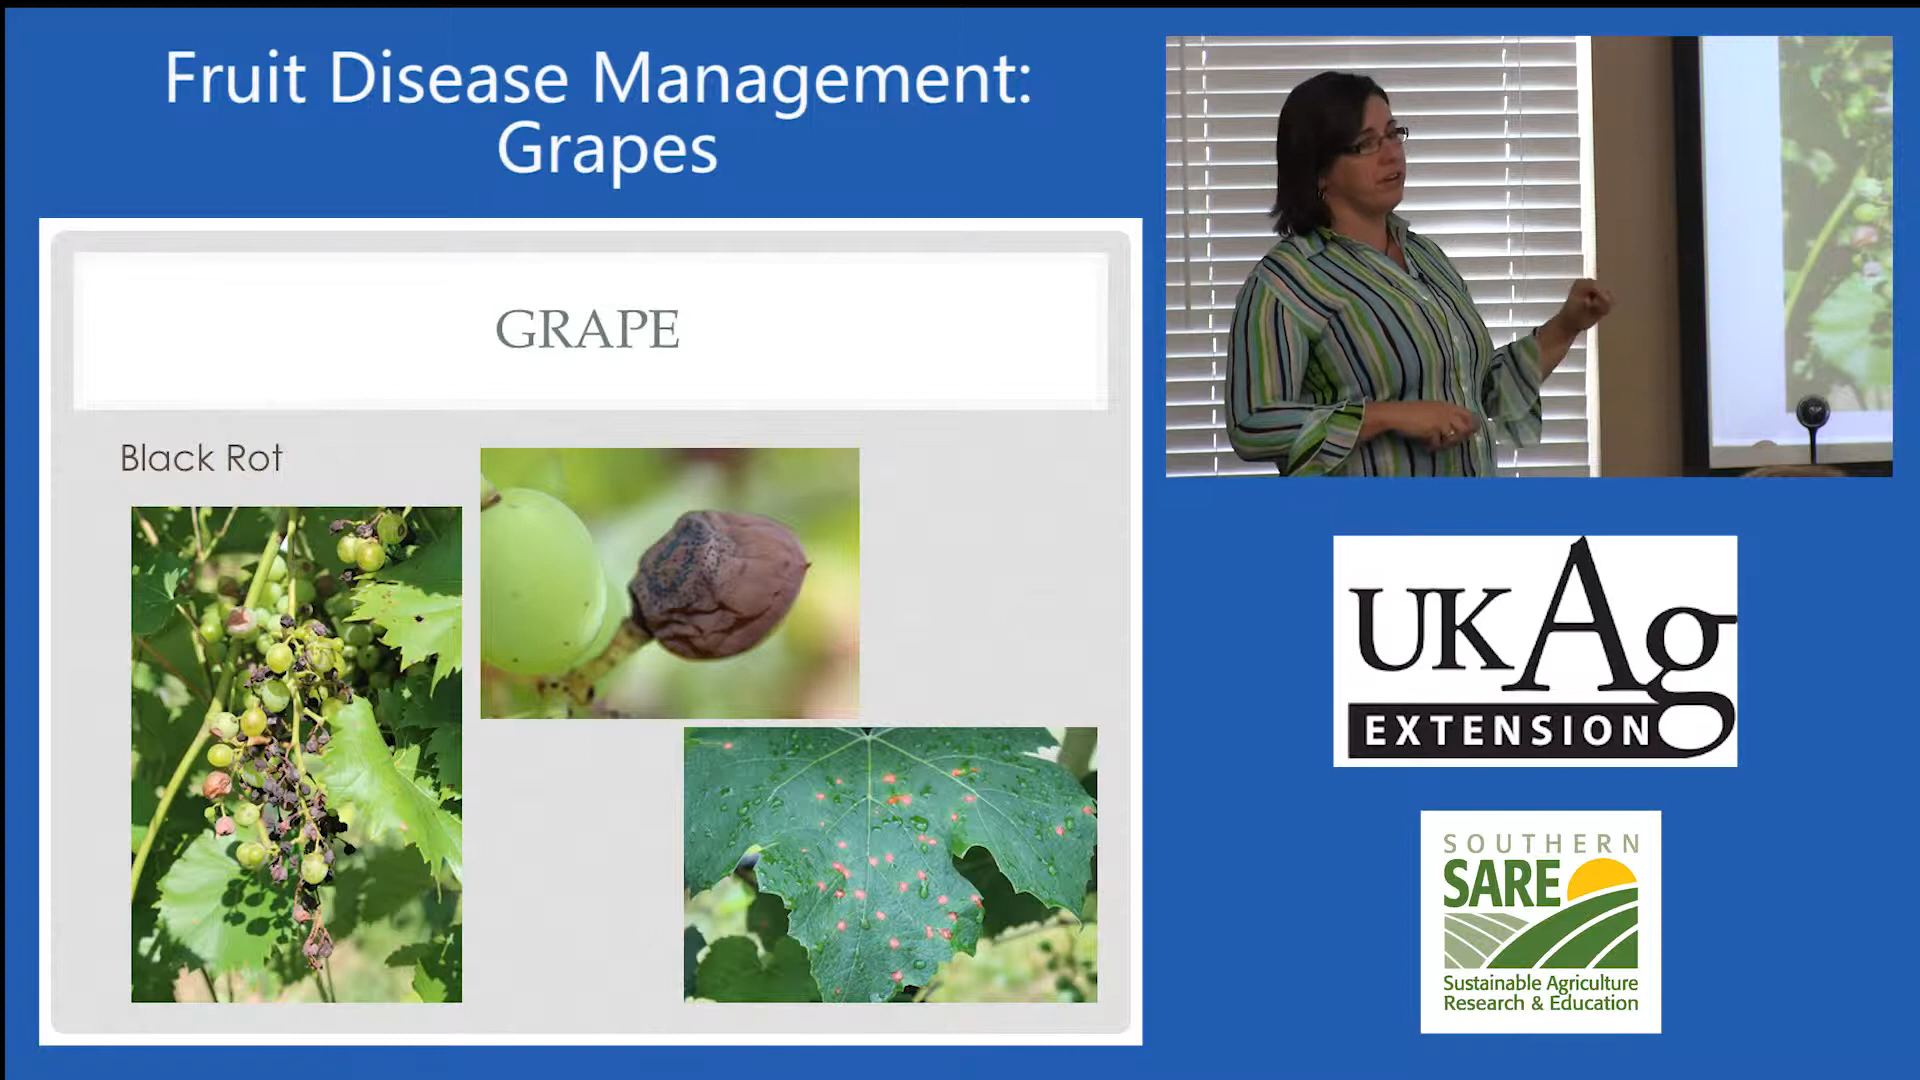 Fruit Disease Management:
Grapes
GRAPE
Black Rot
UKAg
EXTENSION
SOUTHERN
SARE
Sustainable Agriculture
Research & Education